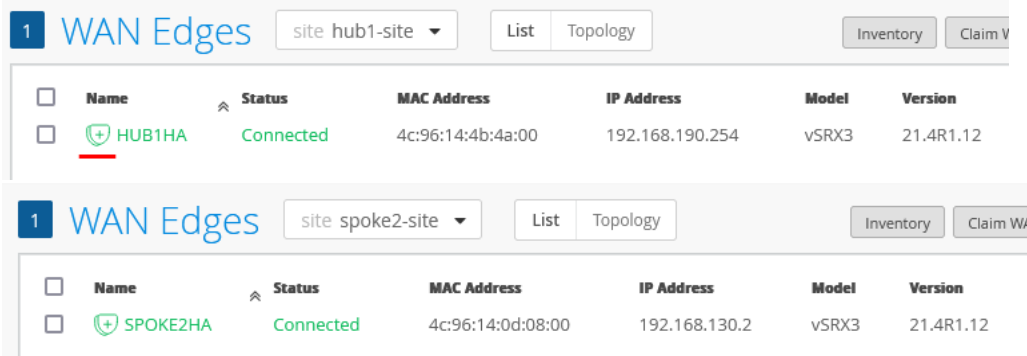 1 WAN Edges site hub1-site List Topology Inventory Claim W
Name Status MAC Address IP Address Model Version
HUB1HA Connected 4c:96:14:4b:4a:00 192.168.190.254 vSRX3 21.4R1.12
1 WAN Edges site spoke2-site List Topology Inventory Claim WA
Name Status MAC Address IP Address Model Version
SPOKE2HA Connected 4c:96:14:0d:08:00 192.168.130.2 vSRX3 21.4R1.12